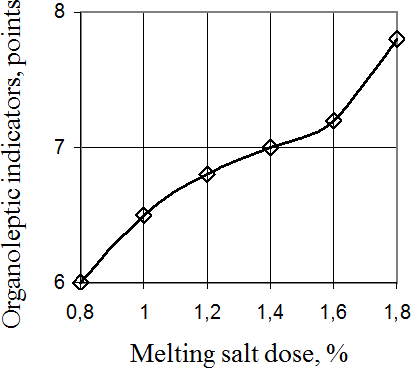 Organoleptic indicators, points
8
7
6
0,8 1 1,2 1,4 1,6 1,8
Melting salt dose, %